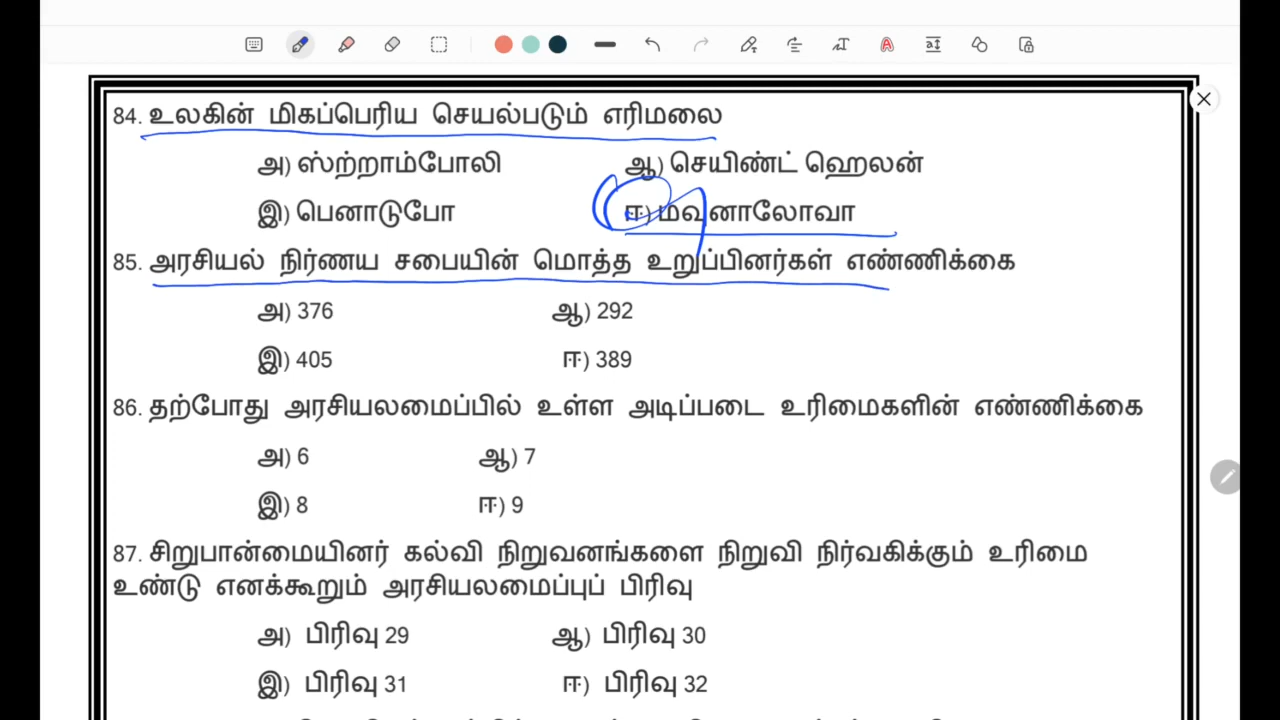 84. உலகின் மிகப்பெரிய செயல்படும் எரிமலை
அ) ஸ்ற்றாம்போலி ஆ) செயிண்ட் ஹெலன்
இ) பெனாடுபோ ஈ) மவுனாலோவா
85. அரசியல் நிர்ணய சபையின் மொத்த உறுப்பினர்கள் எண்ணிக்கை
அ) 376 ஆ) 292
இ) 405 ஈ) 389
86. தற்போது அரசியலமைப்பில் உள்ள அடிப்படை உரிமைகளின் எண்ணிக்கை
அ) 6 ஆ) 7
இ) 8 ஈ) 9
87. சிறுபான்மையினர் கல்வி நிறுவனங்களை நிறுவி நிர்வகிக்கும் உரிமை
உண்டு எனக்கூறும் அரசியலமைப்புப் பிரிவு
அ) பிரிவு 29 ஆ) பிரிவு 30
இ) பிரிவு 31 ஈ) பிரிவு 32